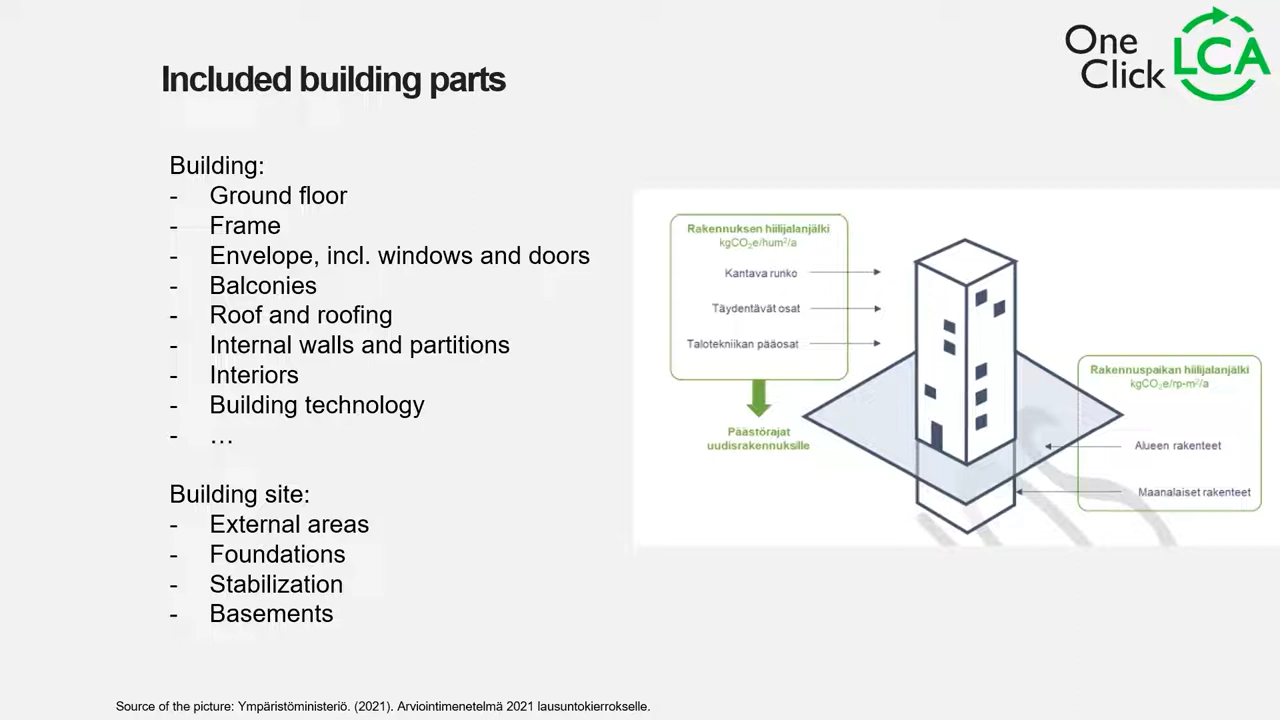 One
Click
LCA
Included building parts
Building:
- Ground floor
- Frame
- Envelope, incl. windows and doors
- Balconies
- Roof and roofing
- Internal walls and partitions
- Interiors
- Building technology
- …
Building site:
- External areas
- Foundations
- Stabilization
- Basements
Rakennuksen hiilijalanjälki
kgCO₂e/hum²/a
Kantava runko
Täydentävät osat
Talotekniikan pääosat
Päästörajat
uudisrakennuksille
Rakennuspaikan hiilijalanjälki
kgCO₂e/rp-m²/a
Alueen rakenteet
Maanalaiset rakenteet
Source of the picture: Ympäristöministeriö. (2021). Arviointimenetelmä 2021 lausuntokierrokselle.